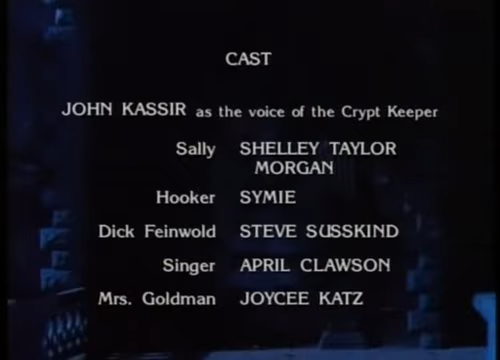 CAST
JOHN KASSIR as the voice of the Crypt Keeper
Sally SHELLEY TAYLOR
MORGAN
Hooker SYMIE
Dick Feinwold STEVE SUSSKIND
Singer APRIL CLAWSON
Mrs. Goldman JOYCEE KATZ